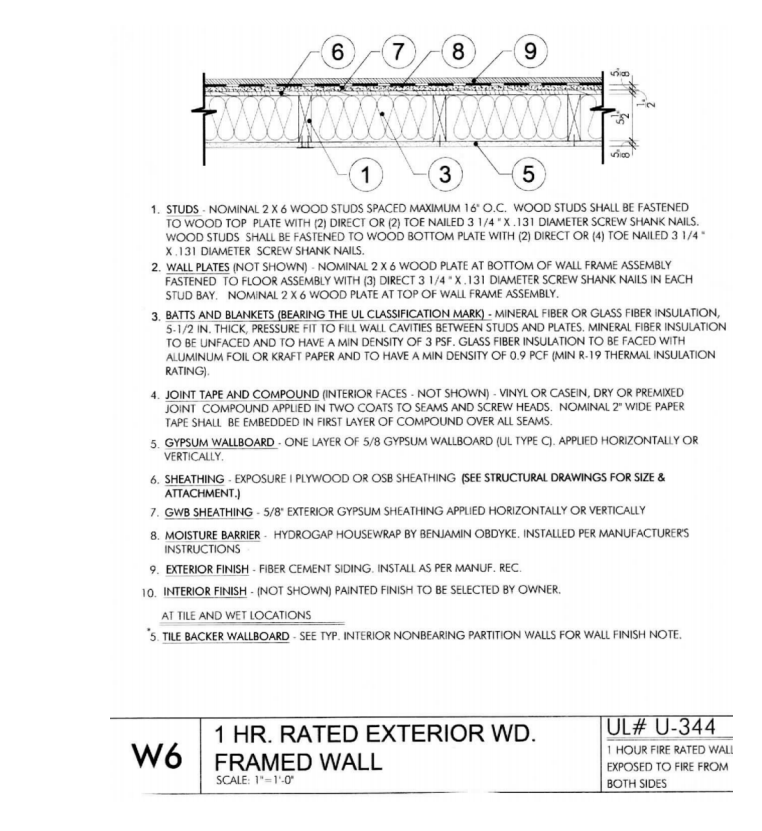 6 7 8 9
5" 8
1" 2
5 1" 2
5" 8
1 3 5
1. STUDS - NOMINAL 2 X 6 WOOD STUDS SPACED MAXIMUM 16" O.C. WOOD STUDS SHALL BE FASTENED
TO WOOD TOP PLATE WITH (2) DIRECT OR (2) TOE NAILED 3 1/4 " X .131 DIAMETER SCREW SHANK NAILS.
WOOD STUDS SHALL BE FASTENED TO WOOD BOTTOM PLATE WITH (2) DIRECT OR (4) TOE NAILED 3 1/4 "
X .131 DIAMETER SCREW SHANK NAILS.
2. WALL PLATES (NOT SHOWN) - NOMINAL 2 X 6 WOOD PLATE AT BOTTOM OF WALL FRAME ASSEMBLY
FASTENED TO FLOOR ASSEMBLY WITH (3) DIRECT 3 1/4 " X .131 DIAMETER SCREW SHANK NAILS IN EACH
STUD BAY. NOMINAL 2 X 6 WOOD PLATE AT TOP OF WALL FRAME ASSEMBLY.
3. BATTS AND BLANKETS (BEARING THE UL CLASSIFICATION MARK) - MINERAL FIBER OR GLASS FIBER INSULATION,
5-1/2 IN. THICK, PRESSURE FIT TO FILL WALL CAVITIES BETWEEN STUDS AND PLATES. MINERAL FIBER INSULATION
TO BE UNFACED AND TO HAVE A MIN DENSITY OF 3 PSF. GLASS FIBER INSULATION TO BE FACED WITH
ALUMINUM FOIL OR KRAFT PAPER AND TO HAVE A MIN DENSITY OF 0.9 PCF (MIN R-19 THERMAL INSULATION
RATING).
4. JOINT TAPE AND COMPOUND (INTERIOR FACES - NOT SHOWN) - VINYL OR CASEIN, DRY OR PREMIXED
JOINT COMPOUND APPLIED IN TWO COATS TO SEAMS AND SCREW HEADS. NOMINAL 2" WIDE PAPER
TAPE SHALL BE EMBEDDED IN FIRST LAYER OF COMPOUND OVER ALL SEAMS.
5. GYPSUM WALLBOARD - ONE LAYER OF 5/8 GYPSUM WALLBOARD (UL TYPE C). APPLIED HORIZONTALLY OR
VERTICALLY.
6. SHEATHING - EXPOSURE I PLYWOOD OR OSB SHEATHING (SEE STRUCTURAL DRAWINGS FOR SIZE &
ATTACHMENT.)
7. GWB SHEATHING - 5/8" EXTERIOR GYPSUM SHEATHING APPLIED HORIZONTALLY OR VERTICALLY
8. MOISTURE BARRIER - HYDROGAP HOUSEWRAP BY BENJAMIN OBDYKE. INSTALLED PER MANUFACTURER'S
INSTRUCTIONS
9. EXTERIOR FINISH - FIBER CEMENT SIDING. INSTALL AS PER MANUF. REC.
10. INTERIOR FINISH - (NOT SHOWN) PAINTED FINISH TO BE SELECTED BY OWNER.
AT TILE AND WET LOCATIONS
*5. TILE BACKER WALLBOARD - SEE TYP. INTERIOR NONBEARING PARTITION WALLS FOR WALL FINISH NOTE.
W6
1 HR. RATED EXTERIOR WD.
FRAMED WALL
SCALE: 1"=1'-0"
UL# U-344
1 HOUR FIRE RATED WALL
EXPOSED TO FIRE FROM
BOTH SIDES